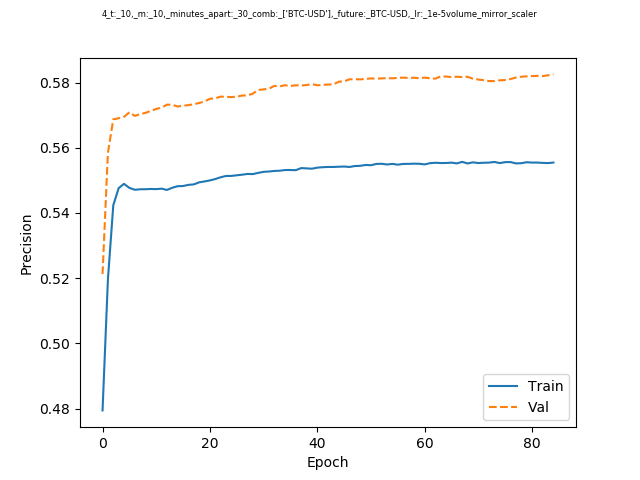 4_t:_10,_m:_10,_minutes_apart:_30_comb:_['BTC-USD'],_future:_BTC-USD,_lr:_1e-5volume_mirror_scaler
0.58
0.56
0.54
0.52
0.50
0.48
Precision
0
20
40
60
80
Epoch
Train
Val